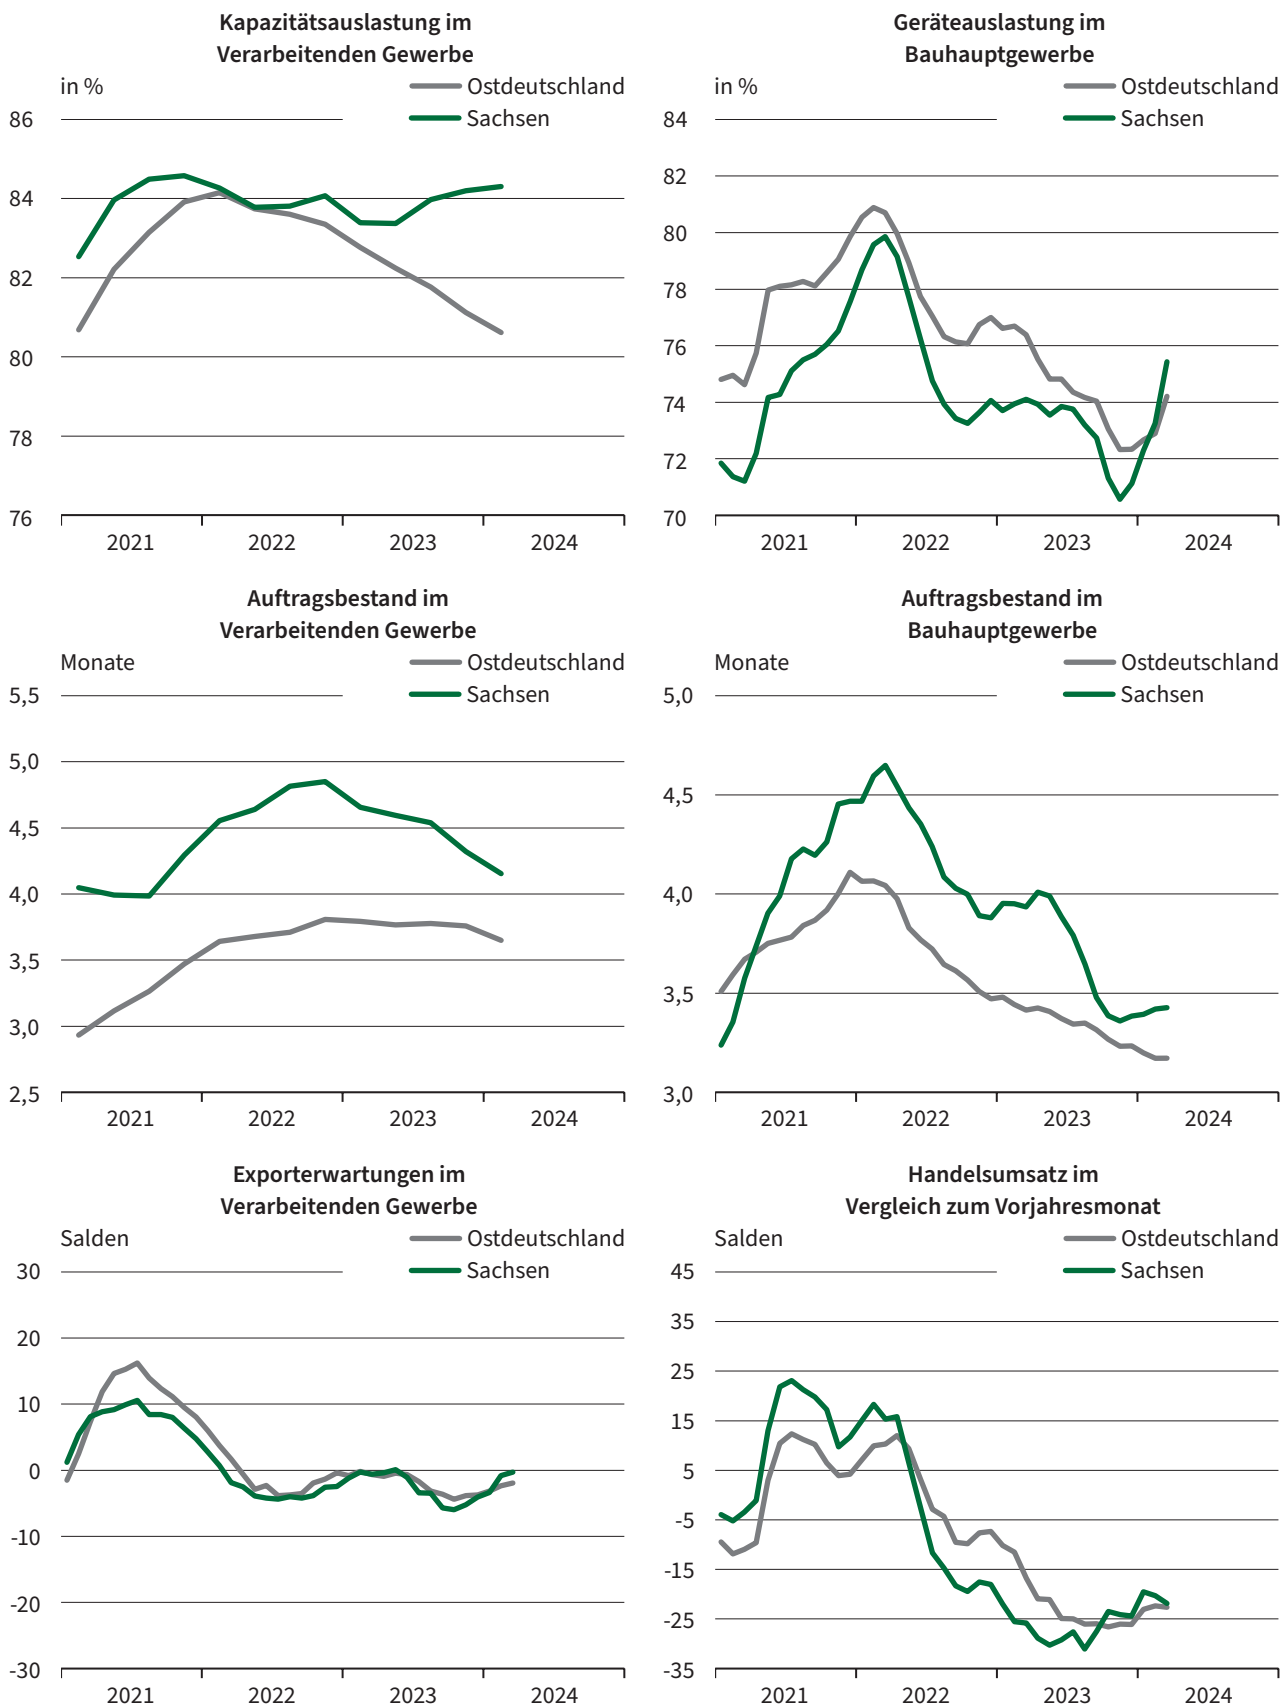 Kapazitätsauslastung im
Verarbeitenden Gewerbe
in %
Ostdeutschland
Sachsen
86
84
82
80
78
76
2021
2022
2023
2024
Geräteauslastung im
Bauhauptgewerbe
in %
Ostdeutschland
Sachsen
84
82
80
78
76
74
72
70
2021
2022
2023
2024
Auftragsbestand im
Verarbeitenden Gewerbe
Monate
Ostdeutschland
Sachsen
5,5
5,0
4,5
4,0
3,5
3,0
2,5
2021
2022
2023
2024
Auftragsbestand im
Bauhauptgewerbe
Monate
Ostdeutschland
Sachsen
5,0
4,5
4,0
3,5
3,0
2021
2022
2023
2024
Exporterwartungen im
Verarbeitenden Gewerbe
Salden
Ostdeutschland
Sachsen
30
20
10
0
-10
-20
-30
2021
2022
2023
2024
Handelsumsatz im
Vergleich zum Vorjahresmonat
Salden
Ostdeutschland
Sachsen
45
35
25
15
5
-5
-15
-25
-35
2021
2022
2023
2024